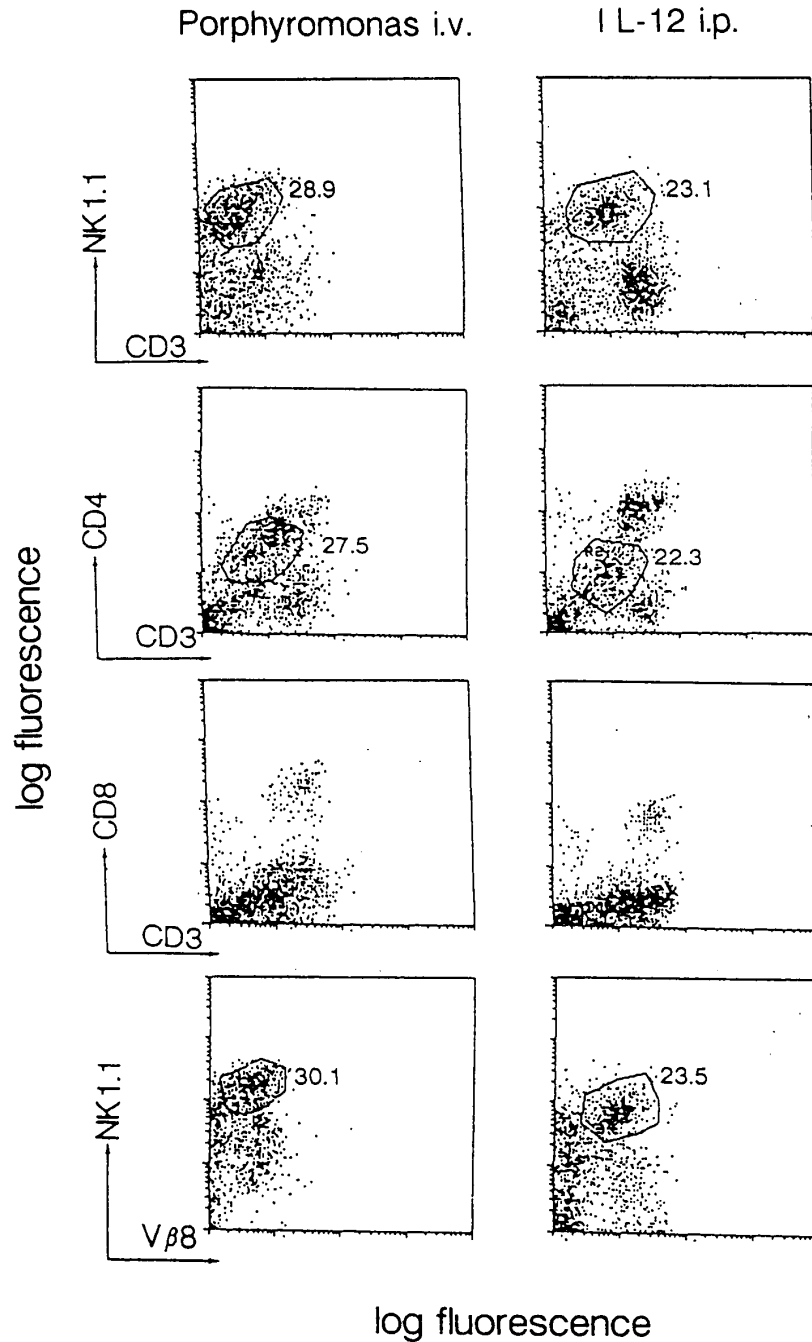 Porphyromonas i.v.
I L-12 i.p.
NK1.1
28.9
23.1
CD3
CD4
27.5
22.3
CD3
CD8
CD3
NK1.1
30.1
23.5
Vβ8
log fluorescence
log fluorescence